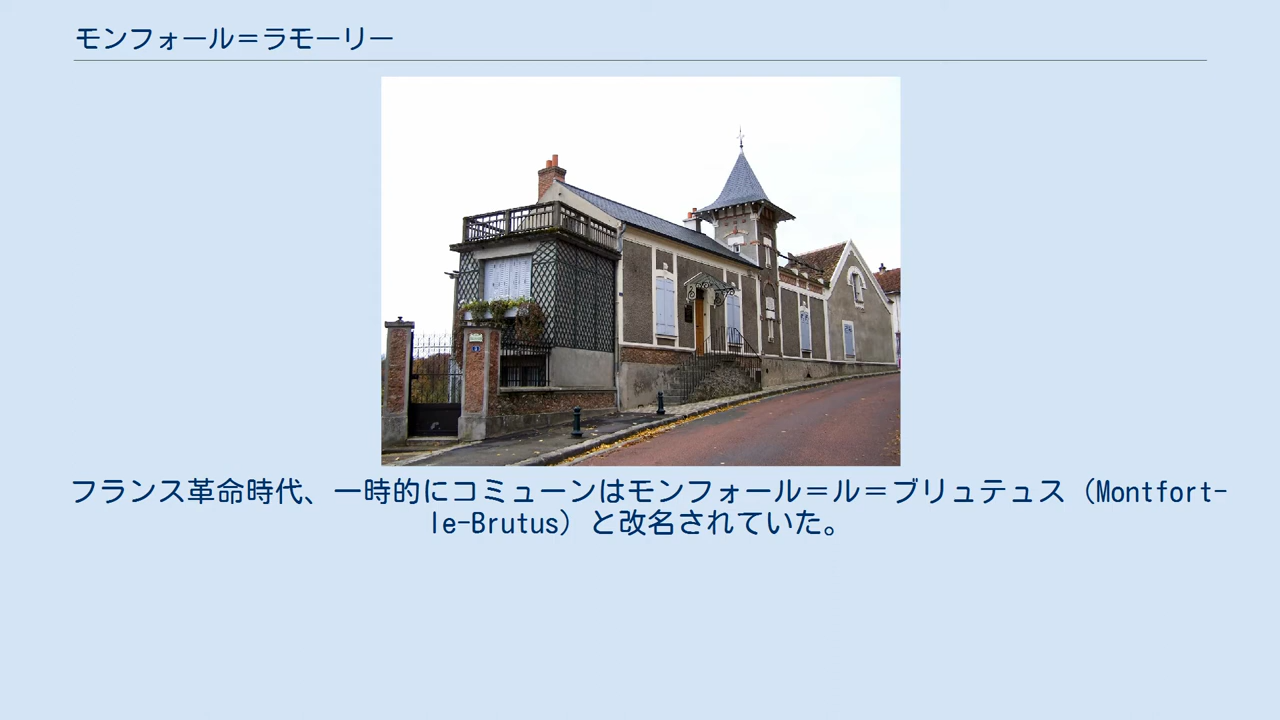 モンフォール＝ラモーリー
フランス革命時代、一時的にコミューンはモンフォール＝ル＝ブリュテュス（Montfort-
le-Brutus）と改名されていた。